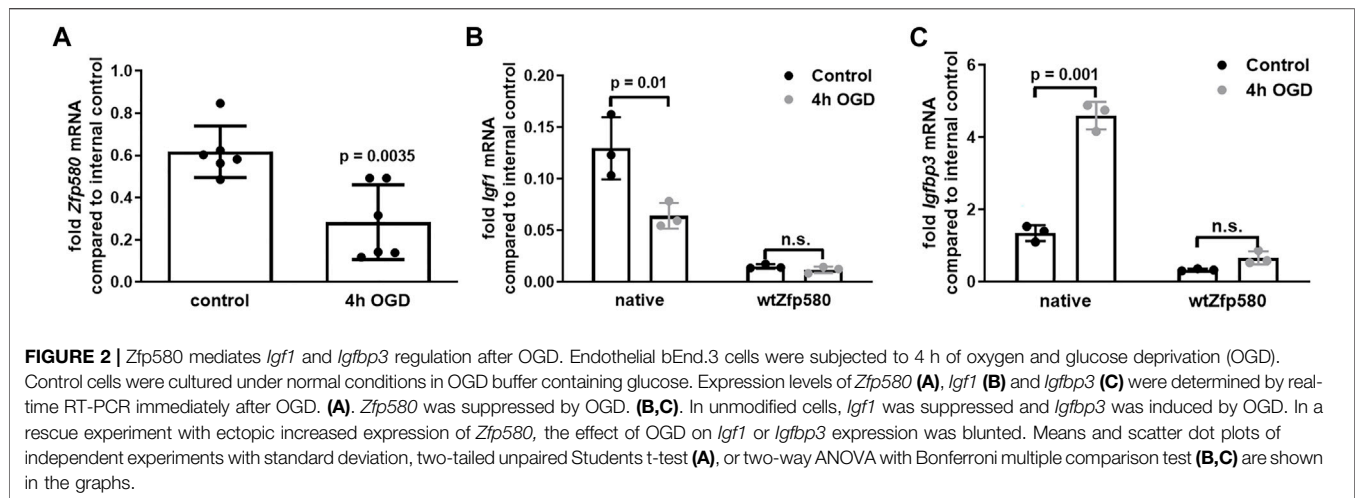 A
fold Zfp580 mRNA
compared to internal control
1.0
0.8
0.6
0.4
0.2
0.0
p = 0.0035
control
4h OGD
B
fold Igf1 mRNA
compared to internal control
0.20
0.15
0.10
0.05
0.00
p = 0.01
n.s.
Control
4h OGD
native
wtZfp580
C
fold Igfbp3 mRNA
compared to internal control
6
4
2
0
p = 0.001
n.s.
Control
4h OGD
native
wtZfp580
FIGURE 2 | Zfp580 mediates Igf1 and Igfbp3 regulation after OGD. Endothelial bEnd.3 cells were subjected to 4 h of oxygen and glucose deprivation (OGD).
Control cells were cultured under normal conditions in OGD buffer containing glucose. Expression levels of Zfp580 (A), Igf1 (B) and Igfbp3 (C) were determined by real-
time RT-PCR immediately after OGD. (A). Zfp580 was suppressed by OGD. (B,C). In unmodified cells, Igf1 was suppressed and Igfbp3 was induced by OGD. In a
rescue experiment with ectopic increased expression of Zfp580, the effect of OGD on Igf1 or Igfbp3 expression was blunted. Means and scatter dot plots of
independent experiments with standard deviation, two-tailed unpaired Students t-test (A), or two-way ANOVA with Bonferroni multiple comparison test (B,C) are shown
in the graphs.